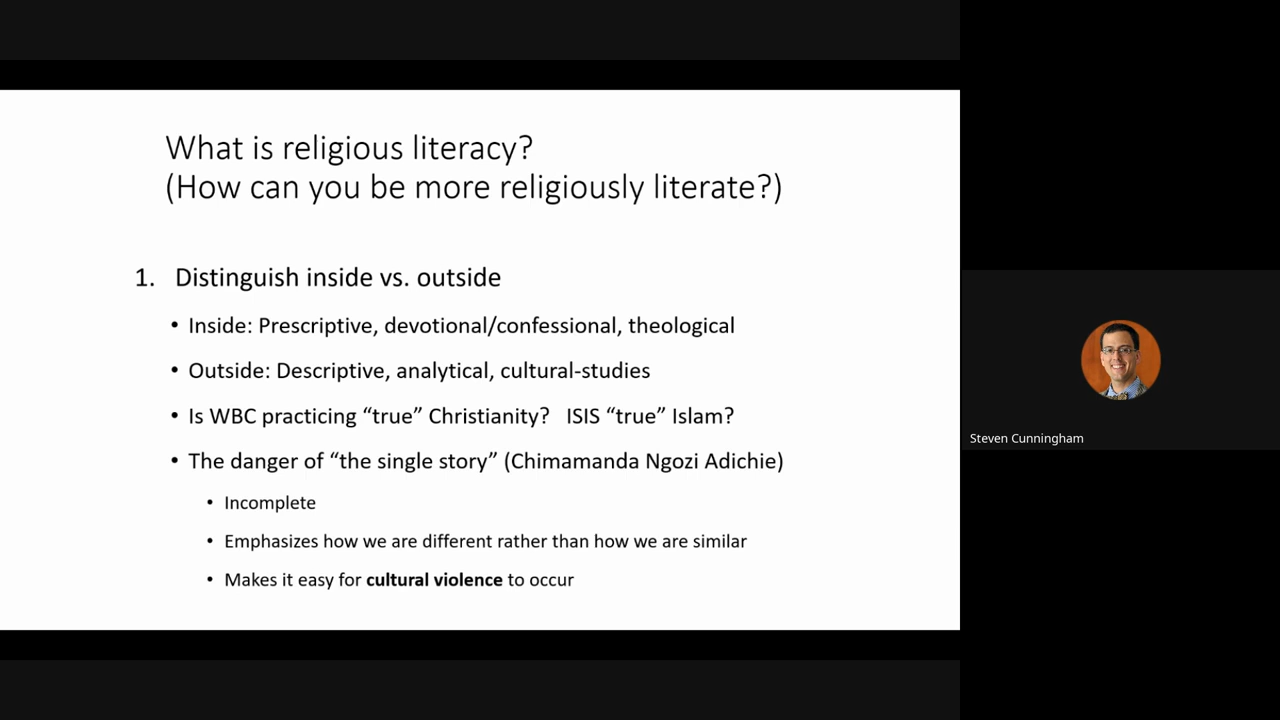 What is religious literacy?
(How can you be more religiously literate?)
1. Distinguish inside vs. outside
• Inside: Prescriptive, devotional/confessional, theological
• Outside: Descriptive, analytical, cultural-studies
• Is WBC practicing “true” Christianity? ISIS “true” Islam?
• The danger of “the single story” (Chimamanda Ngozi Adichie)
• Incomplete
• Emphasizes how we are different rather than how we are similar
• Makes it easy for cultural violence to occur
Steven Cunningham